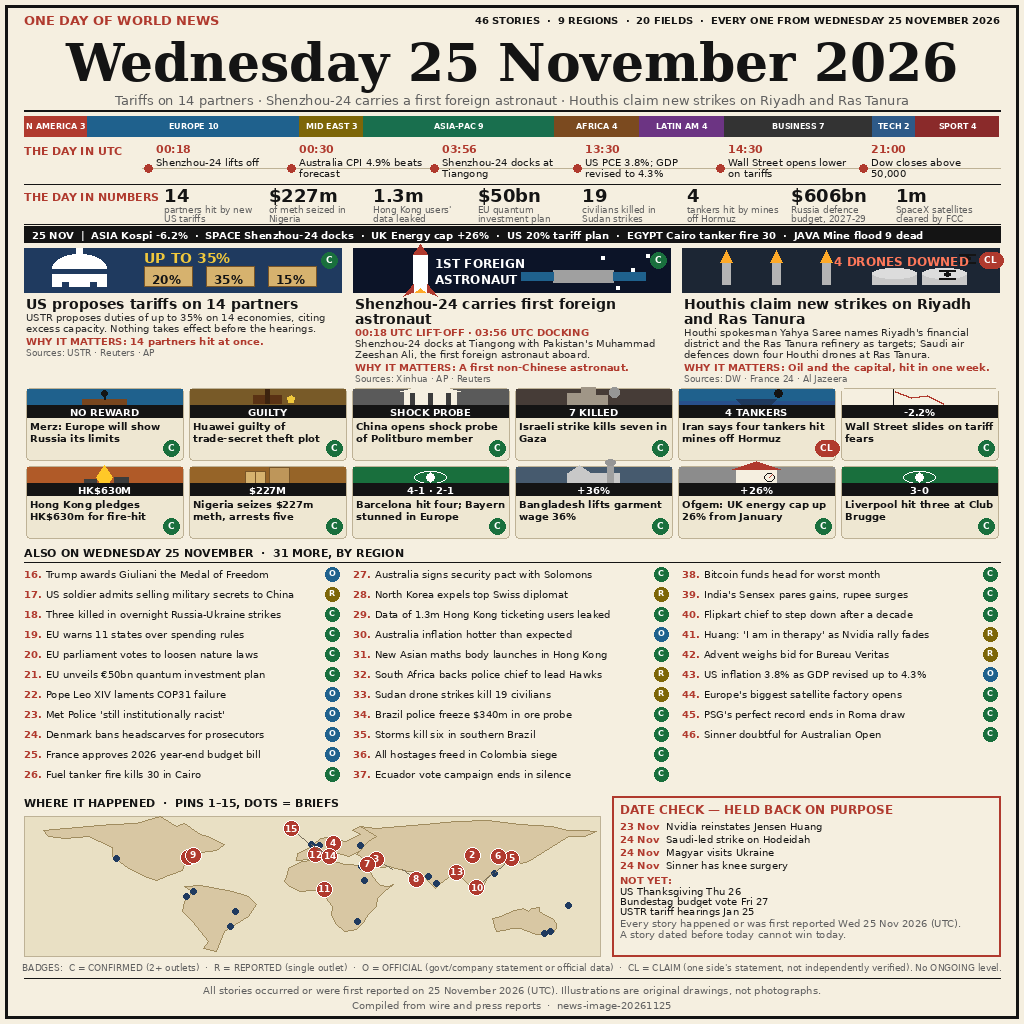 ONE DAY OF WORLD NEWS
46 STORIES · 9 REGIONS · 20 FIELDS · EVERY ONE FROM WEDNESDAY 25 NOVEMBER 2026
Wednesday 25 November 2026
Tariffs on 14 partners · Shenzhou-24 carries a first foreign astronaut · Houthis claim new strikes on Riyadh and Ras Tanura
N AMERICA 3 EUROPE 10 MID EAST 3 ASIA-PAC 9 AFRICA 4 LATIN AM 4 BUSINESS 7 TECH 2 SPORT 4
THE DAY IN UTC
00:18
Shenzhou-24 lifts off
00:30
Australia CPI 4.9% beats
forecast
03:56
Shenzhou-24 docks at
Tiangong
13:30
US PCE 3.8%; GDP
revised to 4.3%
14:30
Wall Street opens lower
on tariffs
21:00
Dow closes above
50,000
THE DAY IN NUMBERS
14
partners hit by new
US tariffs
$227m
of meth seized in
Nigeria
1.3m
Hong Kong users'
data leaked
$50bn
EU quantum
investment plan
19
civilians killed in
Sudan strikes
4
tankers hit by mines
off Hormuz
$606bn
Russia defence
budget, 2027-29
1m
SpaceX satellites
cleared by FCC
25 NOV | ASIA Kospi -6.2% · SPACE Shenzhou-24 docks · UK Energy cap +26% · US 20% tariff plan · EGYPT Cairo tanker fire 30 · JAVA Mine flood 9 dead
UP TO 35%
20% 35% 15%
C
US proposes tariffs on 14 partners
USTR proposes duties of up to 35% on 14 economies, citing
excess capacity. Nothing takes effect before the hearings.
WHY IT MATTERS: 14 partners hit at once.
Sources: USTR · Reuters · AP
1ST FOREIGN
ASTRONAUT
C
Shenzhou-24 carries first foreign
astronaut
00:18 UTC LIFT-OFF · 03:56 UTC DOCKING
Shenzhou-24 docks at Tiangong with Pakistan's Muhammad
Zeeshan Ali, the first foreign astronaut aboard.
WHY IT MATTERS: A first non-Chinese astronaut.
Sources: Xinhua · AP · Reuters
4 DRONES DOWNED
CL
Houthis claim new strikes on Riyadh
and Ras Tanura
Houthi spokesman Yahya Saree names Riyadh's financial
district and the Ras Tanura refinery as targets; Saudi air
defences down four Houthi drones at Ras Tanura.
WHY IT MATTERS: Oil and the capital, hit in one week.
Sources: DW · France 24 · Al Jazeera
NO REWARD
Merz: Europe will show
Russia its limits
C
GUILTY
Huawei guilty of
trade-secret theft plot
C
SHOCK PROBE
China opens shock probe
of Politburo member
C
7 KILLED
Israeli strike kills seven in
Gaza
C
4 TANKERS
Iran says four tankers hit
mines off Hormuz
CL
-2.2%
Wall Street slides on tariff
fears
C
HK$630M
Hong Kong pledges
HK$630m for fire-hit
C
$227M
Nigeria seizes $227m
meth, arrests five
C
4-1 · 2-1
Barcelona hit four; Bayern
stunned in Europe
C
+36%
Bangladesh lifts garment
wage 36%
C
+26%
Ofgem: UK energy cap up
26% from January
C
3-0
Liverpool hit three at Club
Brugge
C
ALSO ON WEDNESDAY 25 NOVEMBER · 31 MORE, BY REGION
16. Trump awards Giuliani the Medal of Freedom O
17. US soldier admits selling military secrets to China R
18. Three killed in overnight Russia-Ukraine strikes C
19. EU warns 11 states over spending rules C
20. EU parliament votes to loosen nature laws C
21. EU unveils €50bn quantum investment plan C
22. Pope Leo XIV laments COP31 failure O
23. Met Police 'still institutionally racist' O
24. Denmark bans headscarves for prosecutors O
25. France approves 2026 year-end budget bill O
26. Fuel tanker fire kills 30 in Cairo C
27. Australia signs security pact with Solomons C
28. North Korea expels top Swiss diplomat R
29. Data of 1.3m Hong Kong ticketing users leaked C
30. Australia inflation hotter than expected O
31. New Asian maths body launches in Hong Kong C
32. South Africa backs police chief to lead Hawks R
33. Sudan drone strikes kill 19 civilians R
34. Brazil police freeze $340m in ore probe C
35. Storms kill six in southern Brazil C
36. All hostages freed in Colombia siege C
37. Ecuador vote campaign ends in silence C
38. Bitcoin funds head for worst month C
39. India's Sensex pares gains, rupee surges C
40. Flipkart chief to step down after a decade C
41. Huang: 'I am in therapy' as Nvidia rally fades R
42. Advent weighs bid for Bureau Veritas R
43. US inflation 3.8% as GDP revised up to 4.3% O
44. Europe's biggest satellite factory opens C
45. PSG's perfect record ends in Roma draw C
46. Sinner doubtful for Australian Open C
WHERE IT HAPPENED · PINS 1–15, DOTS = BRIEFS
15
4
12 14
9
3
7
2
6 5
13
8
10
11
DATE CHECK — HELD BACK ON PURPOSE
23 Nov Nvidia reinstates Jensen Huang
24 Nov Saudi-led strike on Hodeidah
24 Nov Magyar visits Ukraine
24 Nov Sinner has knee surgery
NOT YET:
US Thanksgiving Thu 26
Bundestag budget vote Fri 27
USTR tariff hearings Jan 25
Every story happened or was first reported Wed 25 Nov 2026 (UTC).
A story dated before today cannot win today.
BADGES: C = CONFIRMED (2+ outlets) · R = REPORTED (single outlet) · O = OFFICIAL (govt/company statement or official data) · CL = CLAIM (one side's statement, not independently verified). No ONGOING level.
All stories occurred or were first reported on 25 November 2026 (UTC). Illustrations are original drawings, not photographs.
Compiled from wire and press reports · news-image-20261125